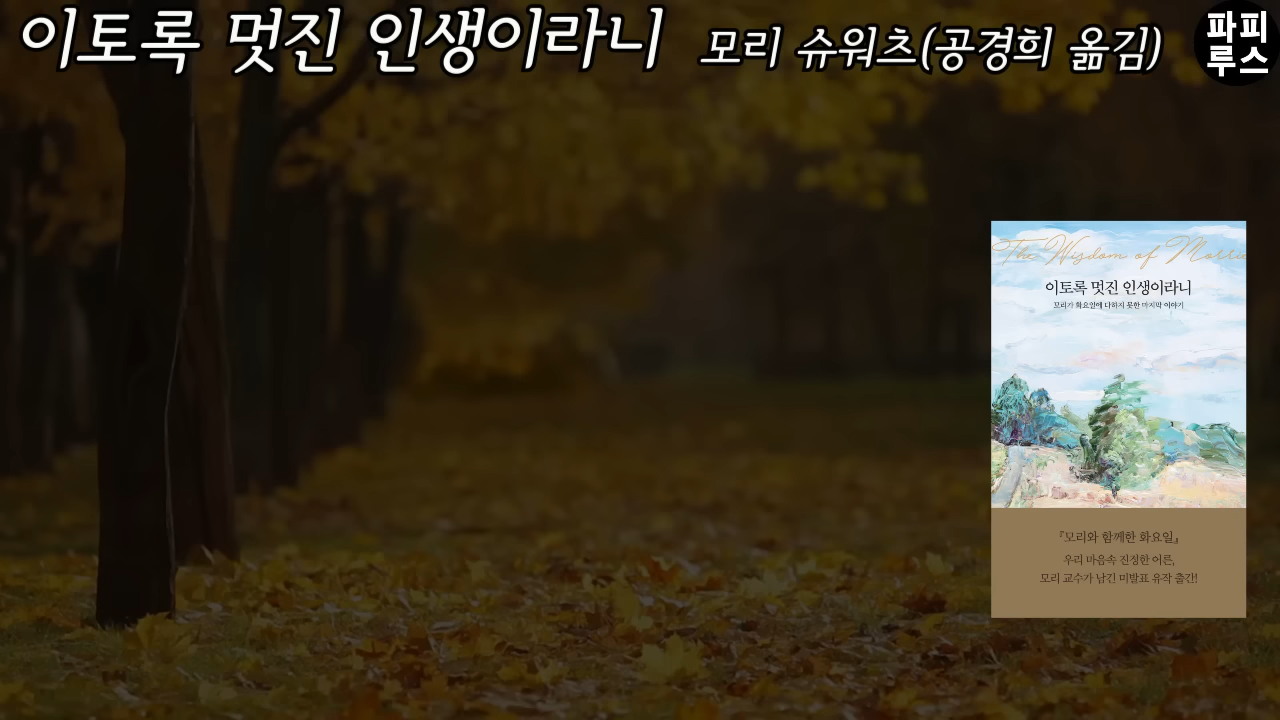 이토록 멋진 인생이라니 모리 슈워츠(공경희 옮김)
파피
루스
The Wisdom of Morrie
이토록 멋진 인생이라니
모리가 화요일에 다하지 못한 마지막 이야기
『모리와 함께한 화요일』
우리 마음속 진정한 어른,
모리 교수가 남긴 미발표 유작 출간!